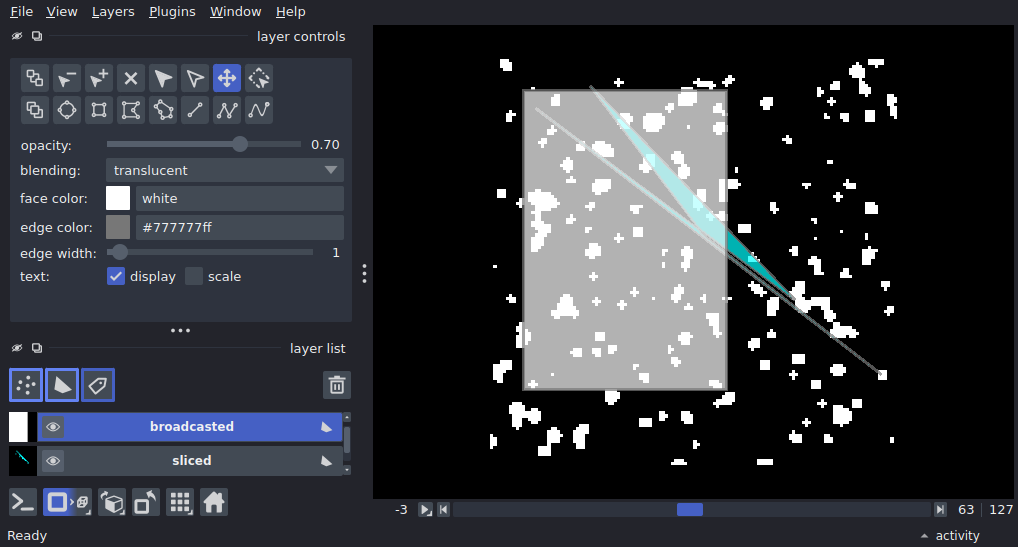 File View Layers Plugins Window Help
layer controls
opacity: 0.70
blending: translucent
face color: white
edge color: #777777ff
edge width: 1
text: display scale
layer list
broadcasted
sliced
-3 63 127
Ready activity